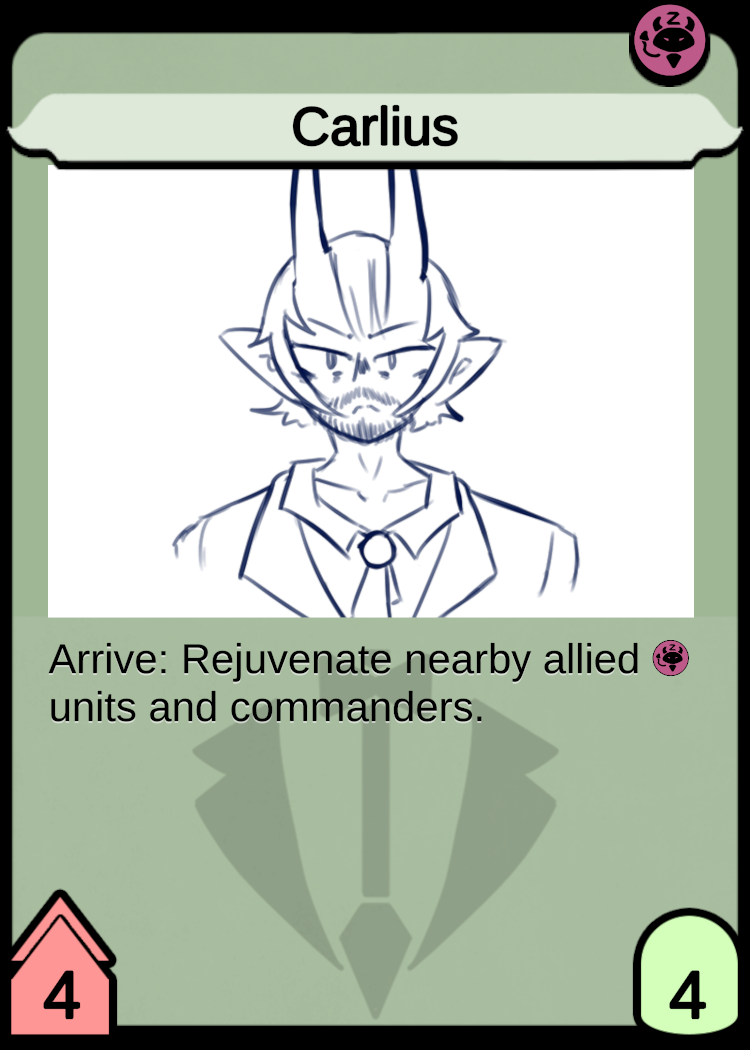 Z
Carlius
Arrive: Rejuvenate nearby allied Z
units and commanders.
4
4